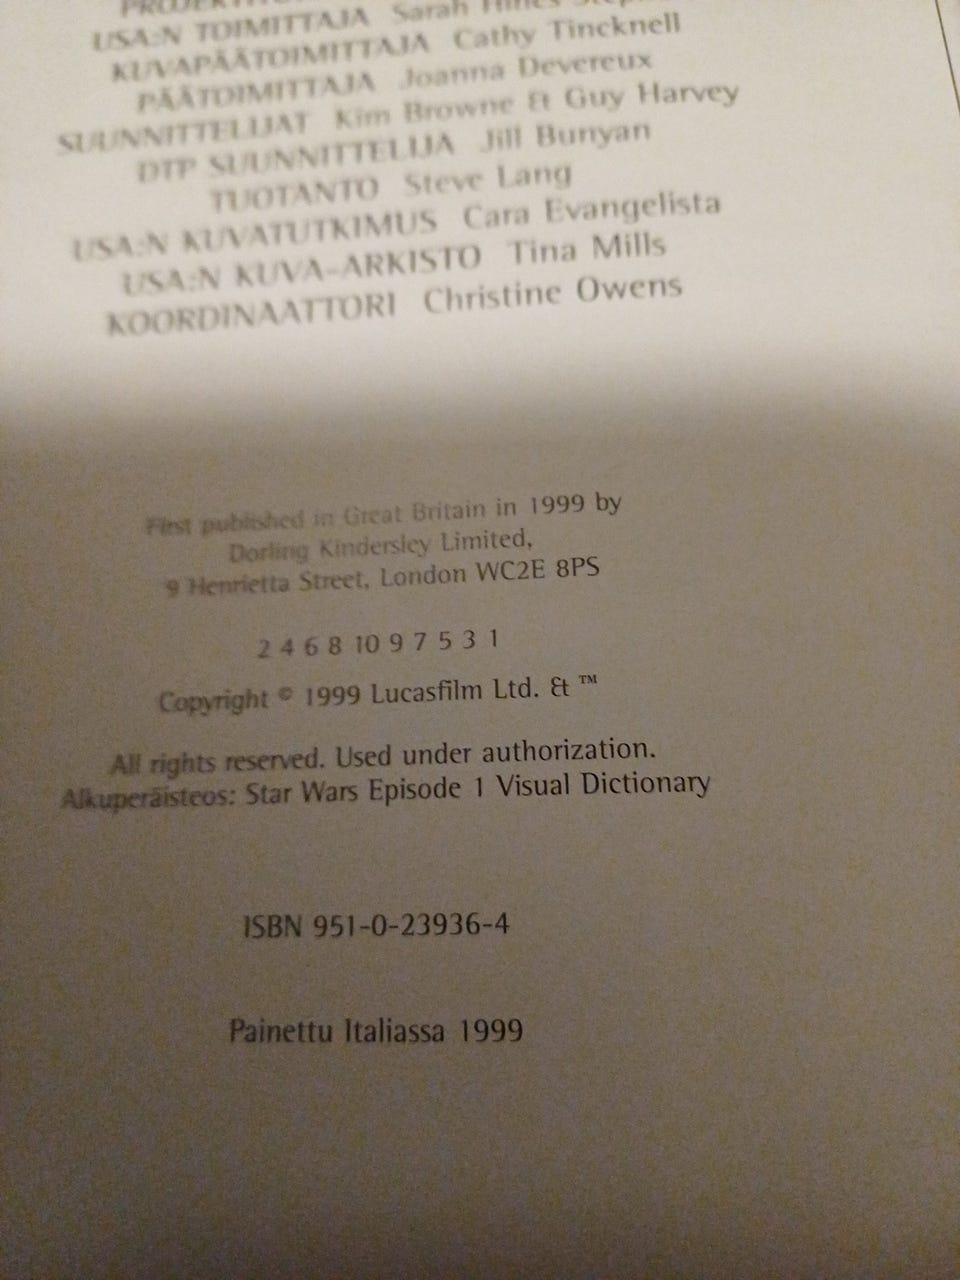 USA:N TOIMITTAJA Sarah Hines
KUVAPÄÄTOIMITTAJA Cathy Tincknell
PÄÄTOIMITTAJA Joanna Devereux
SUUNNITTELIJAT Kim Browne & Guy Harvey
DTP SUUNNITTELIJA Jill Bunyan
TUOTANTO Steve Lang
USA:N KUVATUTKIMUS Cara Evangelista
USA:N KUVA-ARKISTO Tina Mills
KOORDINAATTORI Christine Owens
First published in Great Britain in 1999 by
Dorling Kindersley Limited,
9 Henrietta Street, London WC2E 8PS
2 4 6 8 10 9 7 5 3 1
Copyright © 1999 Lucasfilm Ltd. & ™
All rights reserved. Used under authorization.
Alkuperäisteos: Star Wars Episode 1 Visual Dictionary
ISBN 951-0-23936-4
Painettu Italiassa 1999